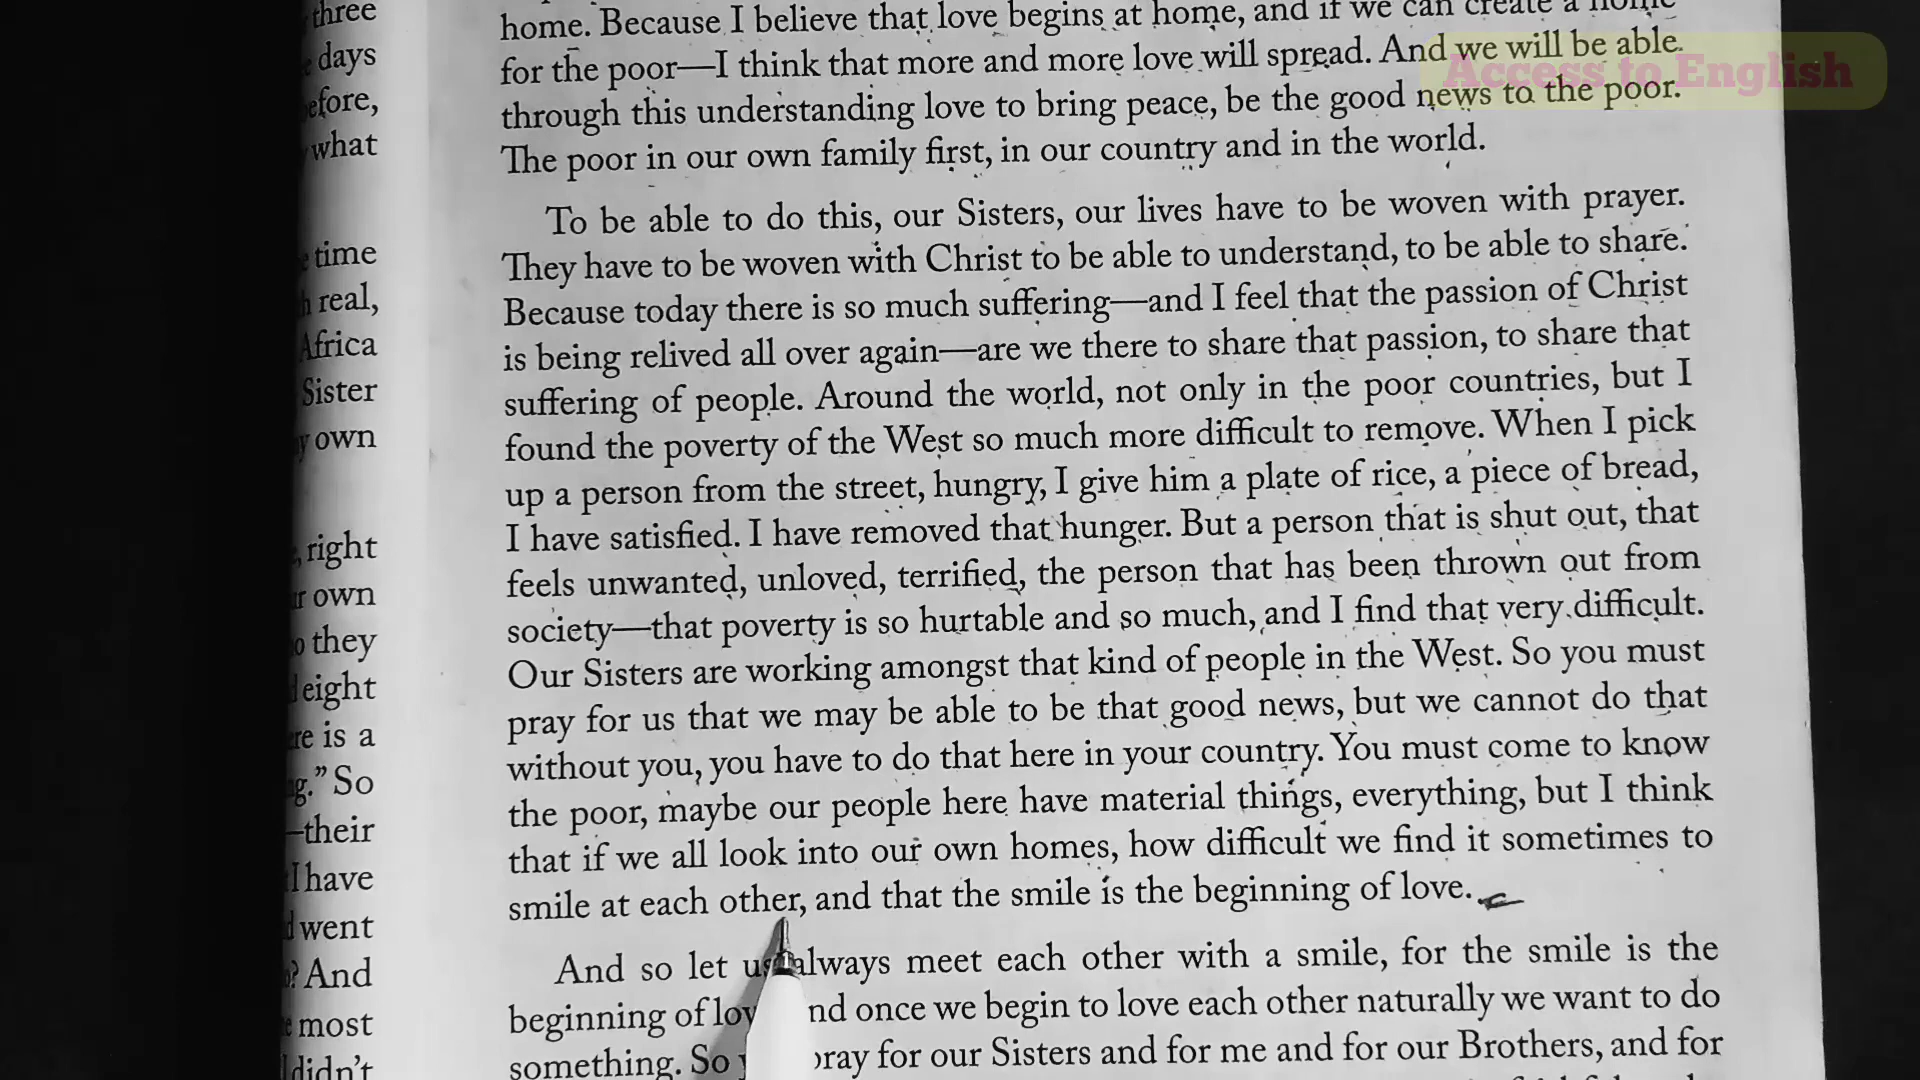 three
days
before,
what
time
real,
Africa
Sister
own
right
own
they
eight
is a
So
their
I have
went
And
most
didn't
home. Because I believe that love begins at home, and if we can create a home
for the poor—I think that more and more love will spread. And we will be able
through this understanding love to bring peace, be the good news to the poor.
The poor in our own family first, in our country and in the world.
To be able to do this, our Sisters, our lives have to be woven with prayer.
They have to be woven with Christ to be able to understand, to be able to share.
Because today there is so much suffering—and I feel that the passion of Christ
is being relived all over again—are we there to share that passion, to share that
suffering of people. Around the world, not only in the poor countries, but I
found the poverty of the West so much more difficult to remove. When I pick
up a person from the street, hungry, I give him a plate of rice, a piece of bread,
I have satisfied. I have removed that hunger. But a person that is shut out, that
feels unwanted, unloved, terrified, the person that has been thrown out from
society—that poverty is so hurtable and so much, and I find that very difficult.
Our Sisters are working amongst that kind of people in the West. So you must
pray for us that we may be able to be that good news, but we cannot do that
without you, you have to do that here in your country. You must come to know
the poor, maybe our people here have material things, everything, but I think
that if we all look into our own homes, how difficult we find it sometimes to
smile at each other, and that the smile is the beginning of love.
And so let us always meet each other with a smile, for the smile is the
beginning of love and once we begin to love each other naturally we want to do
something. So pray for our Sisters and for me and for our Brothers, and for
Access to English